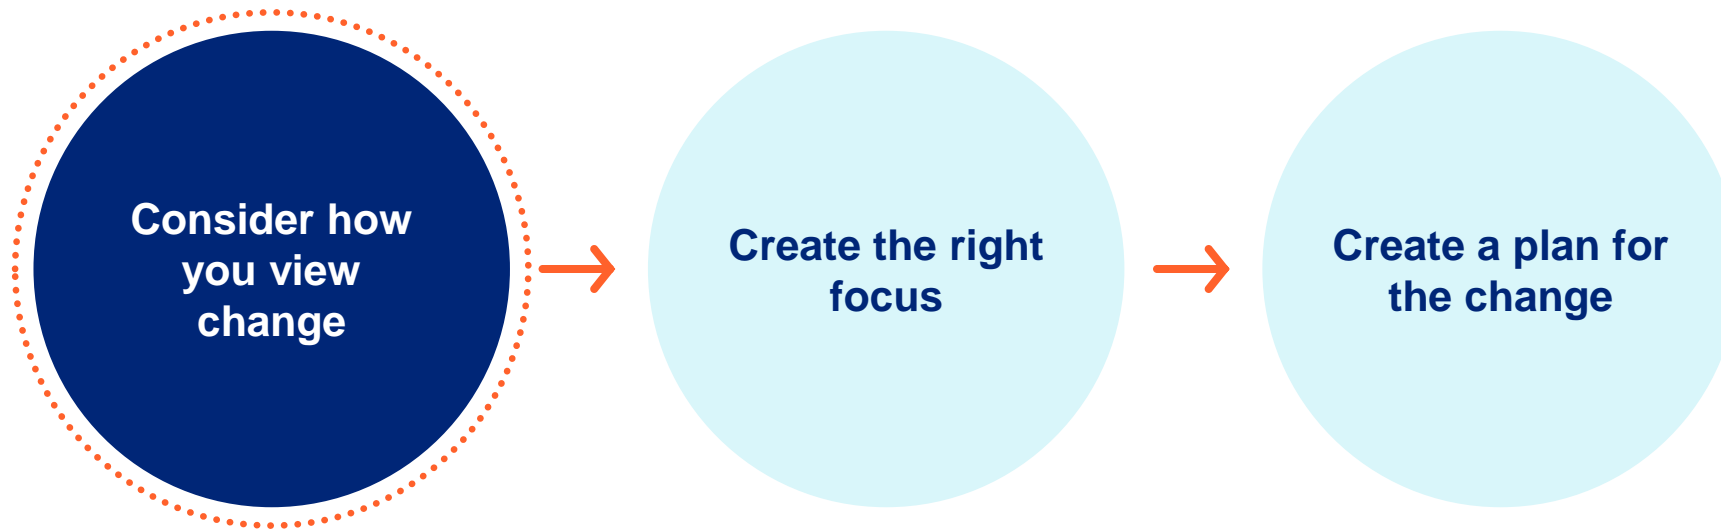 Consider how
you view
change
Create the right
focus
Create a plan for
the change